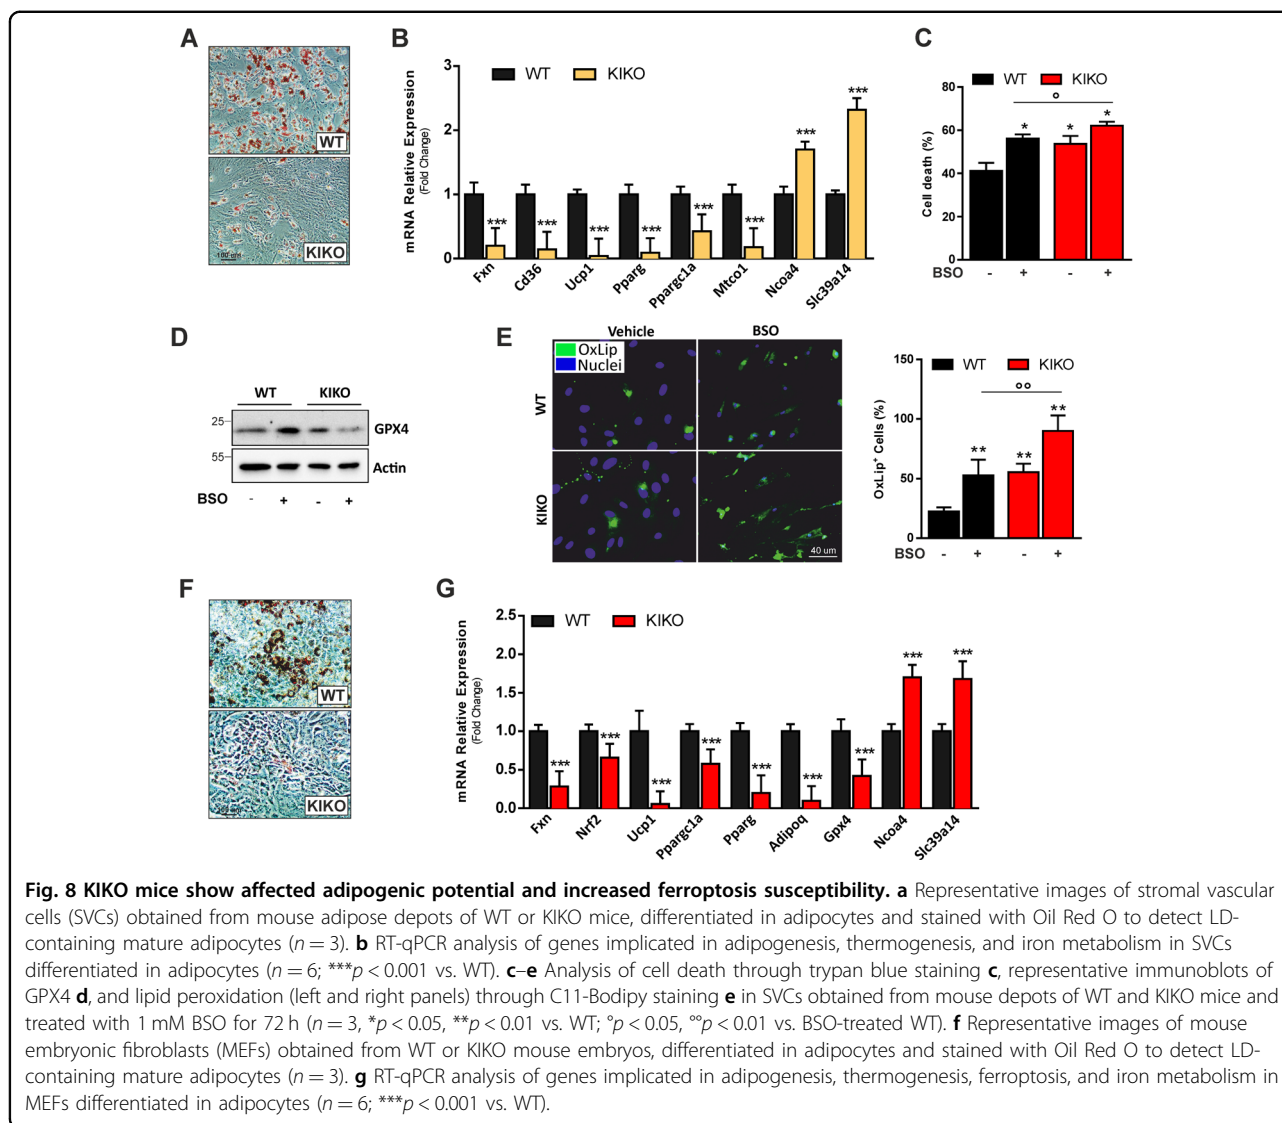 A
WT
KIKO
100 um
B
WT KIKO
mRNA Relative Expression
(Fold Change)
3
2
1
0
*** *** *** *** *** *** *** ***
Fxn Cd36 Ucp1 Pparg Ppargc1a Mtco1 Ncoa4 Slc39a14
C
WT KIKO
Cell death (%)
80
60
40
20
0
° * * *
BSO - + - +
D
WT KIKO
25
GPX4
55
Actin
BSO - + - +
E
Vehicle BSO
OxLip
Nuclei
WT
KIKO
40 um
WT KIKO
OxLip+ Cells (%)
150
100
50
0
°° ** ** **
BSO - + - +
F
WT
KIKO
G
WT KIKO
mRNA Relative Expression
(Fold Change)
2.5
2.0
1.5
1.0
0.5
0.0
*** *** *** *** *** *** *** *** ***
Fxn Nrf2 Ucp1 Ppargc1a Pparg Adipoq Gpx4 Ncoa4 Slc39a14
Fig. 8 KIKO mice show affected adipogenic potential and increased ferroptosis susceptibility. a Representative images of stromal vascular
cells (SVCs) obtained from mouse adipose depots of WT or KIKO mice, differentiated in adipocytes and stained with Oil Red O to detect LD-
containing mature adipocytes (n = 3). b RT-qPCR analysis of genes implicated in adipogenesis, thermogenesis, and iron metabolism in SVCs
differentiated in adipocytes (n = 6; ***p < 0.001 vs. WT). c–e Analysis of cell death through trypan blue staining c, representative immunoblots of
GPX4 d, and lipid peroxidation (left and right panels) through C11-Bodipy staining e in SVCs obtained from mouse depots of WT and KIKO mice and
treated with 1 mM BSO for 72 h (n = 3, *p < 0.05, **p < 0.01 vs. WT; °p < 0.05, °°p < 0.01 vs. BSO-treated WT). f Representative images of mouse
embryonic fibroblasts (MEFs) obtained from WT or KIKO mouse embryos, differentiated in adipocytes and stained with Oil Red O to detect LD-
containing mature adipocytes (n = 3). g RT-qPCR analysis of genes implicated in adipogenesis, thermogenesis, ferroptosis, and iron metabolism in
MEFs differentiated in adipocytes (n = 6; ***p < 0.001 vs. WT).